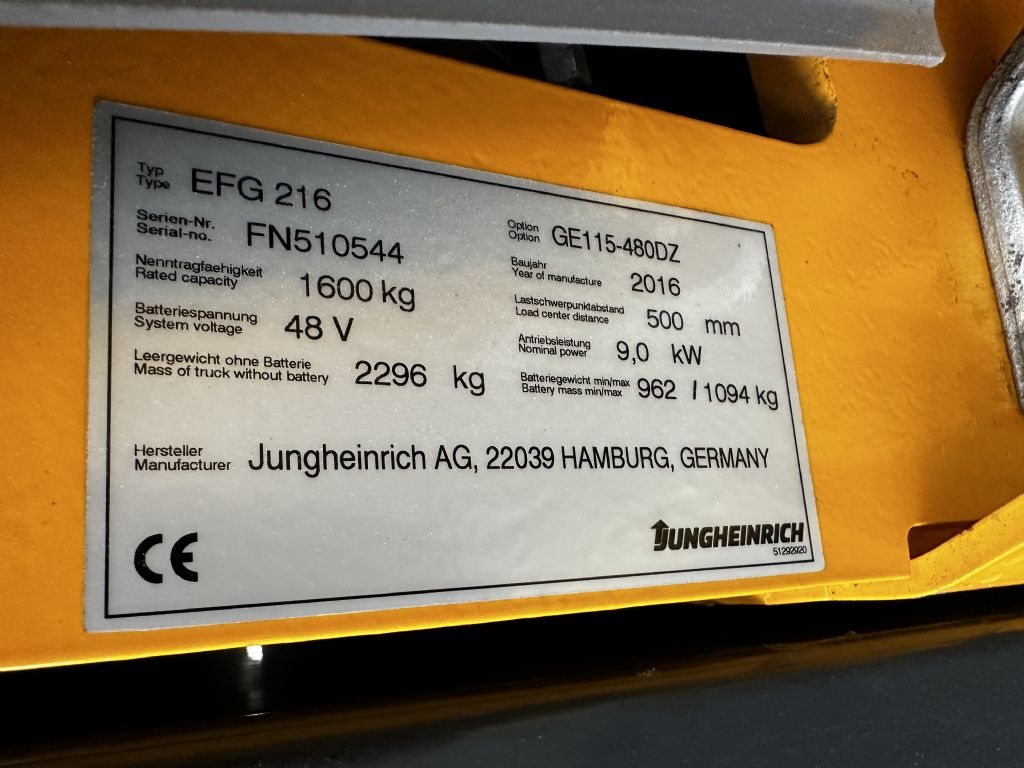 Typ
Type EFG 216
Serien-Nr.
Serial-no. FN510544
Nenntragfaehigkeit
Rated capacity 1600 kg
Batteriespannung
System voltage 48 V
Leergewicht ohne Batterie
Mass of truck without battery 2296 kg
Option
Option GE115-480DZ
Baujahr
Year of manufacture 2016
Lastschwerpunktabstand
Load center distance 500 mm
Antriebsleistung
Nominal power 9,0 kW
Batteriegewicht min/max
Battery mass min/max 962 / 1094 kg
Hersteller
Manufacturer Jungheinrich AG, 22039 HAMBURG, GERMANY
CE
JUNGHEINRICH
51292920